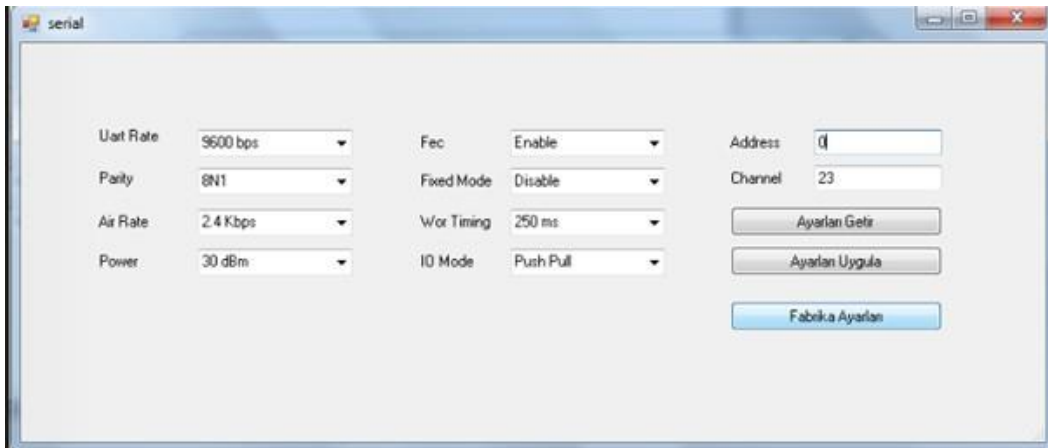 serial
Uart Rate 9600 bps
Parity 8N1
Air Rate 2.4 Kbps
Power 30 dBm
Fec Enable
Fixed Mode Disable
Wor Timing 250 ms
IO Mode Push Pull
Address 0
Channel 23
Ayarları Getir
Ayarları Uygula
Fabrika Ayarları